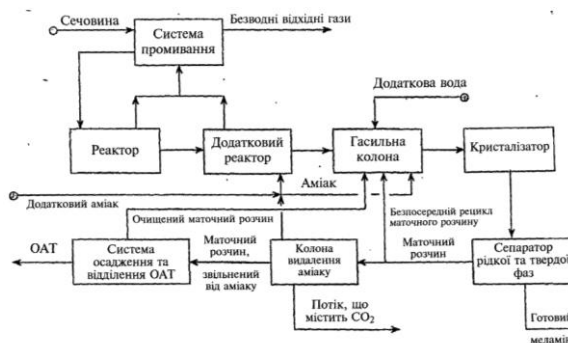 Сечовина
Безводні відхідні гази
Система
промивання
Додаткова вода
Реактор
Додатковий
реактор
Гасильна
колона
Кристалізатор
Аміак
Додатковий аміак
Очищений маточний розчин
Безпосередній рецикл
маточного розчину
ОАТ
Система
осадження та
відділення ОАТ
Маточний
розчин,
звільнений
від аміаку
Колона
видалення
аміаку
Маточний
розчин
Сепаратор
рідкої та твердої
фаз
Потік, що
містить CO₂
Готовий
меламін